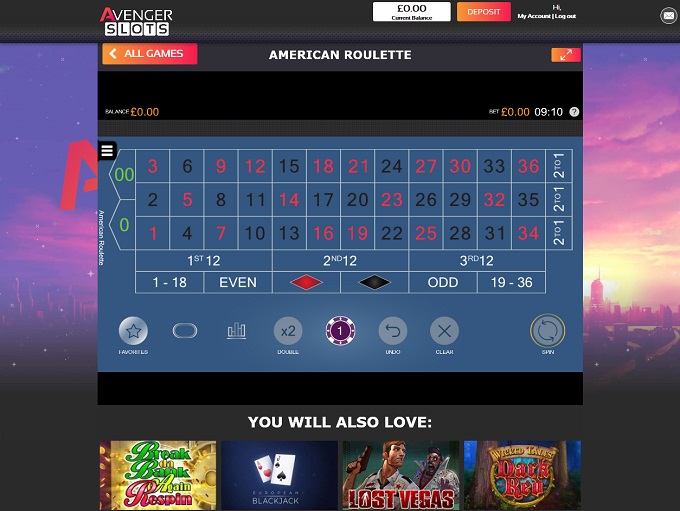 AVENGER
SLOTS
£0.00
Current Balance
DEPOSIT
Hi,
My Account | Log out
ALL GAMES
AMERICAN ROULETTE
BALANCE £0.00
BET £0.00 09:10 ?
00 3 6 9 12 15 18 21 24 27 30 33 36 2 TO 1
2 5 8 11 14 17 20 23 26 29 32 35 2 TO 1
0 1 4 7 10 13 16 19 22 25 28 31 34 2 TO 1
American Roulette
1ST 12 2ND 12 3RD 12
1 - 18 EVEN ODD 19 - 36
x2 1
FAVORITES DOUBLE UNDO CLEAR SPIN
YOU WILL ALSO LOVE:
Break
da
Bank
Again
Respin
EUROPEAN
BLACKJACK
LOST VEGAS
WICKED TALES
Dark
Red